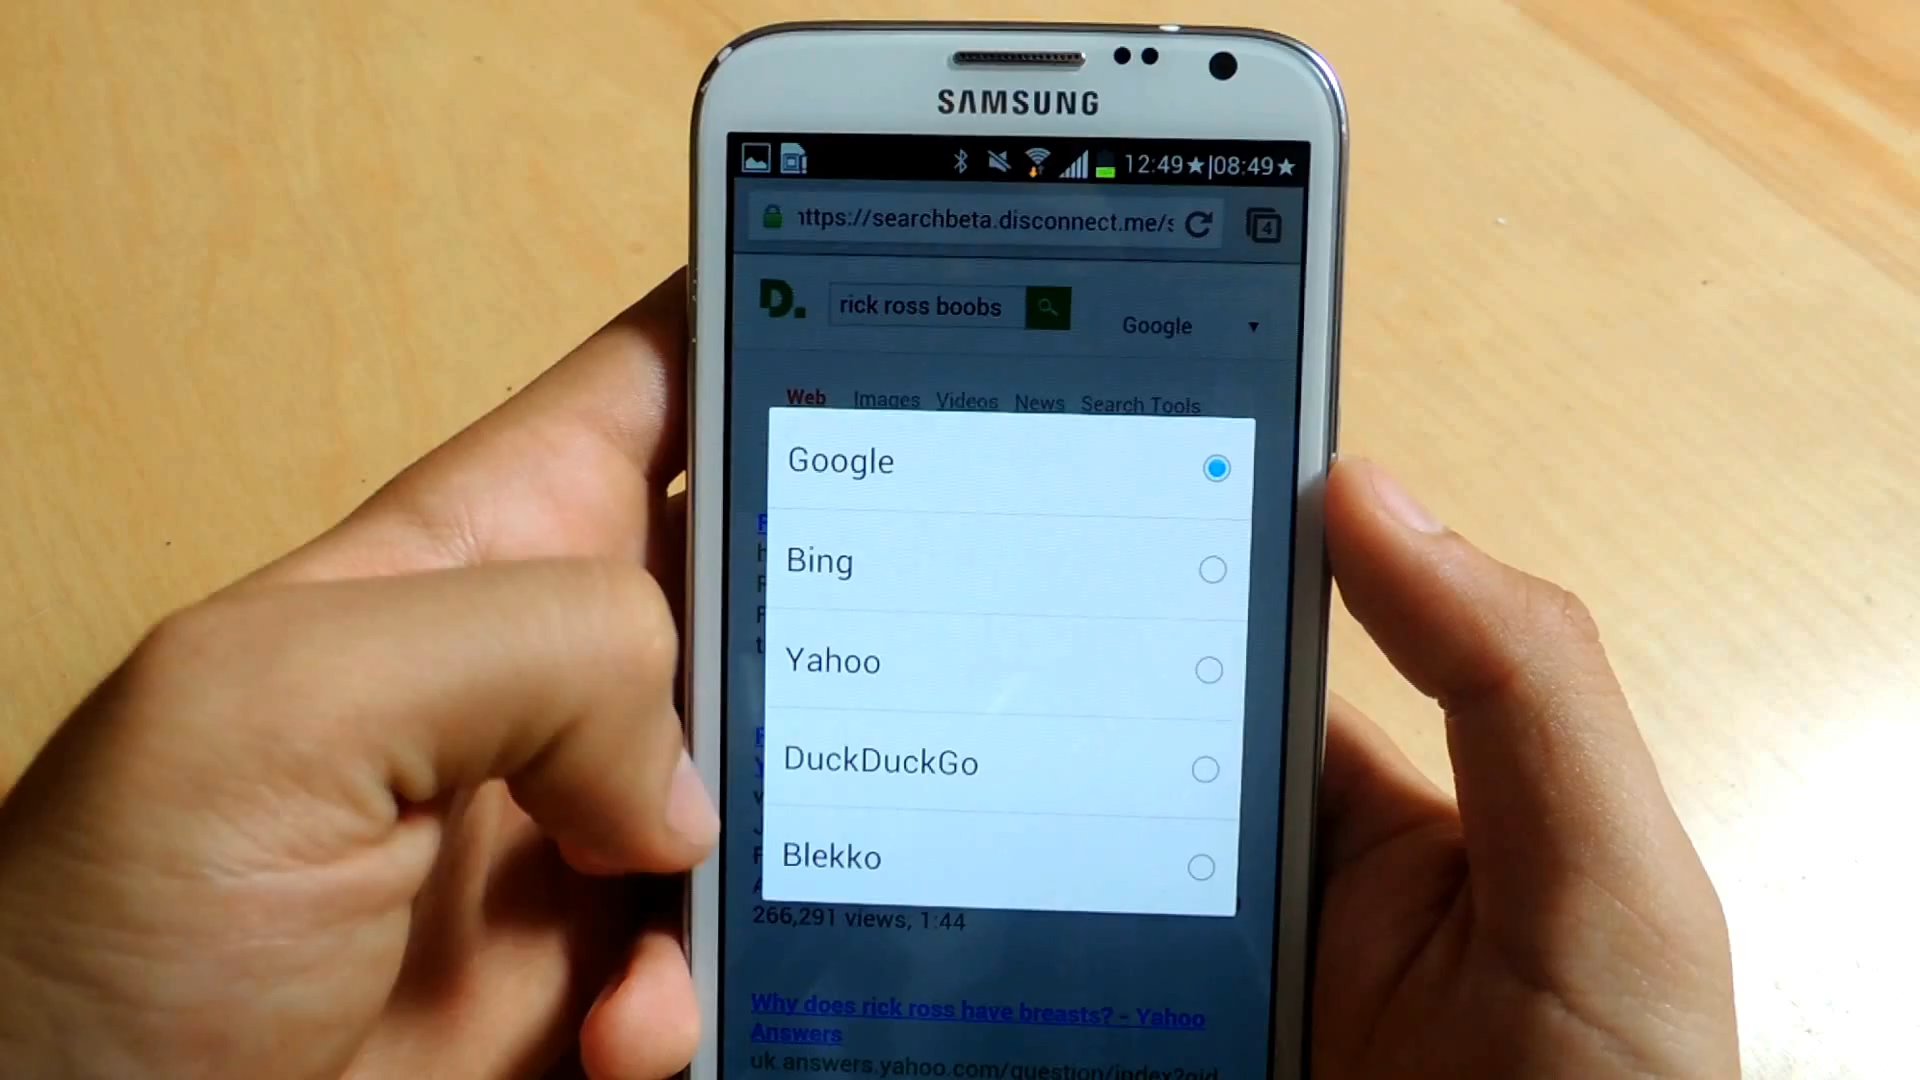 SAMSUNG
12:49★|08:49★
https://searchbeta.disconnect.me/s
4
D.
rick ross boobs
Google
Web Images Videos News Search Tools
Google
Bing
Yahoo
DuckDuckGo
Blekko
266,291 views, 1:44
Why does rick ross have breasts? - Yahoo
Answers
uk.answers.yahoo.com/question/index?qid